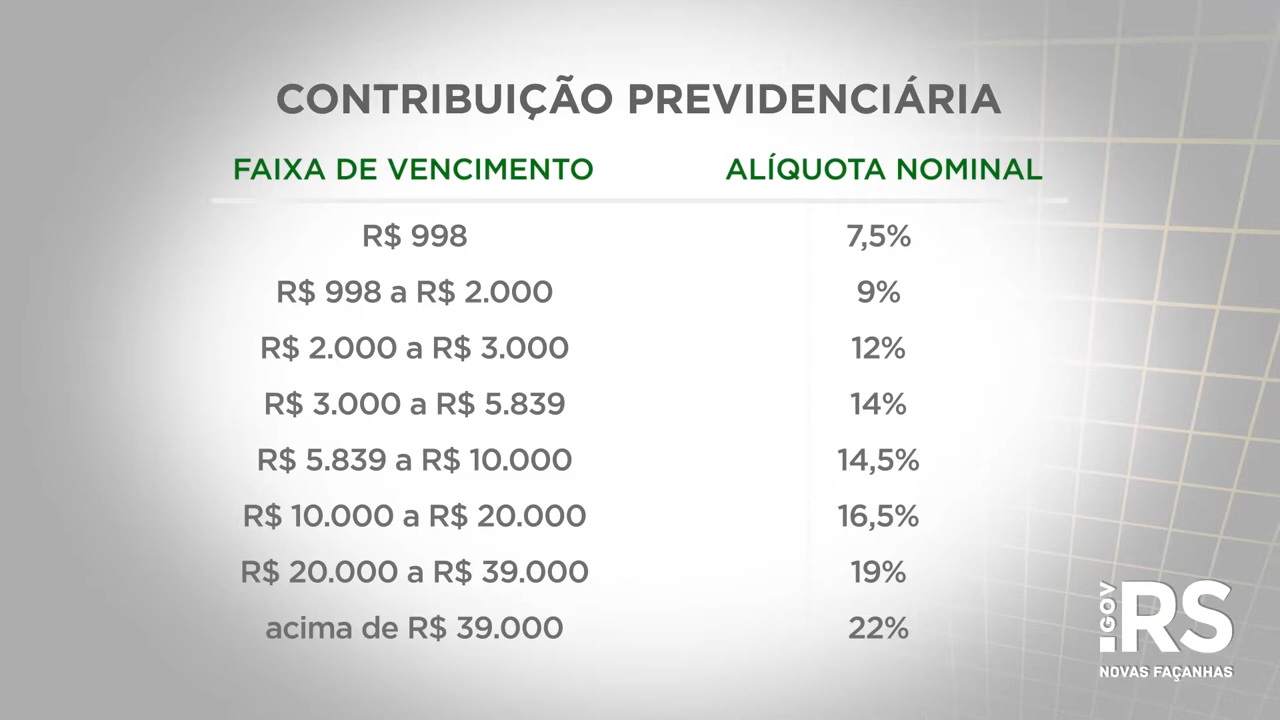 CONTRIBUIÇÃO PREVIDENCIÁRIA
FAIXA DE VENCIMENTO ALÍQUOTA NOMINAL
R$ 998 7,5%
R$ 998 a R$ 2.000 9%
R$ 2.000 a R$ 3.000 12%
R$ 3.000 a R$ 5.839 14%
R$ 5.839 a R$ 10.000 14,5%
R$ 10.000 a R$ 20.000 16,5%
R$ 20.000 a R$ 39.000 19%
acima de R$ 39.000 22%
.GOV RS
NOVAS FAÇANHAS